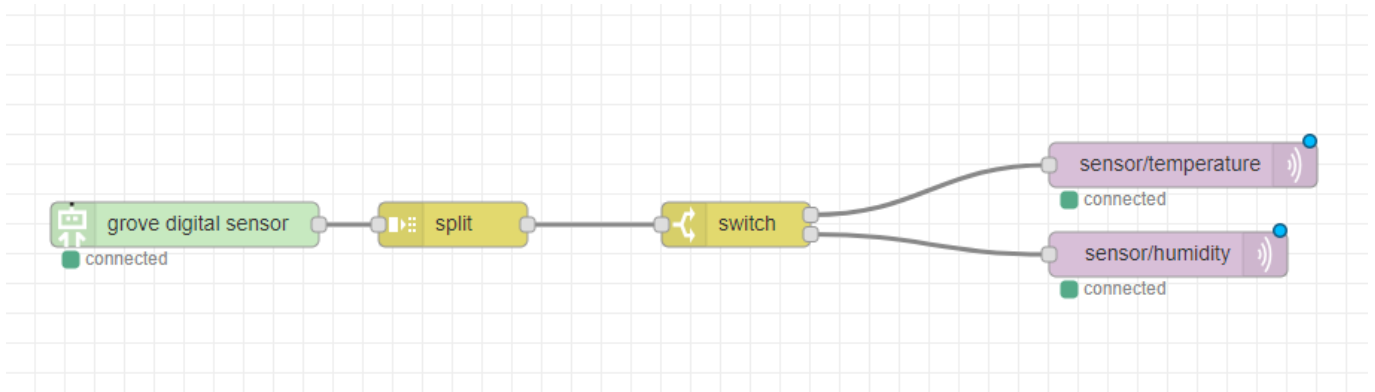 grove digital sensor
connected
split
switch
sensor/temperature
connected
sensor/humidity
connected